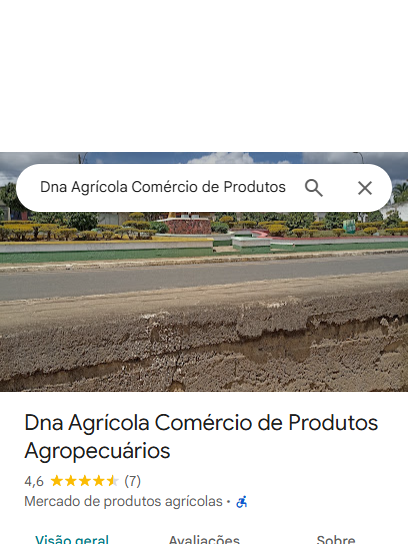 Dna Agrícola Comércio de Produtos
Dna Agrícola Comércio de Produtos
Agropecuários
4,6 (7)
Mercado de produtos agrícolas ·
Visão geral Avaliações Sobre